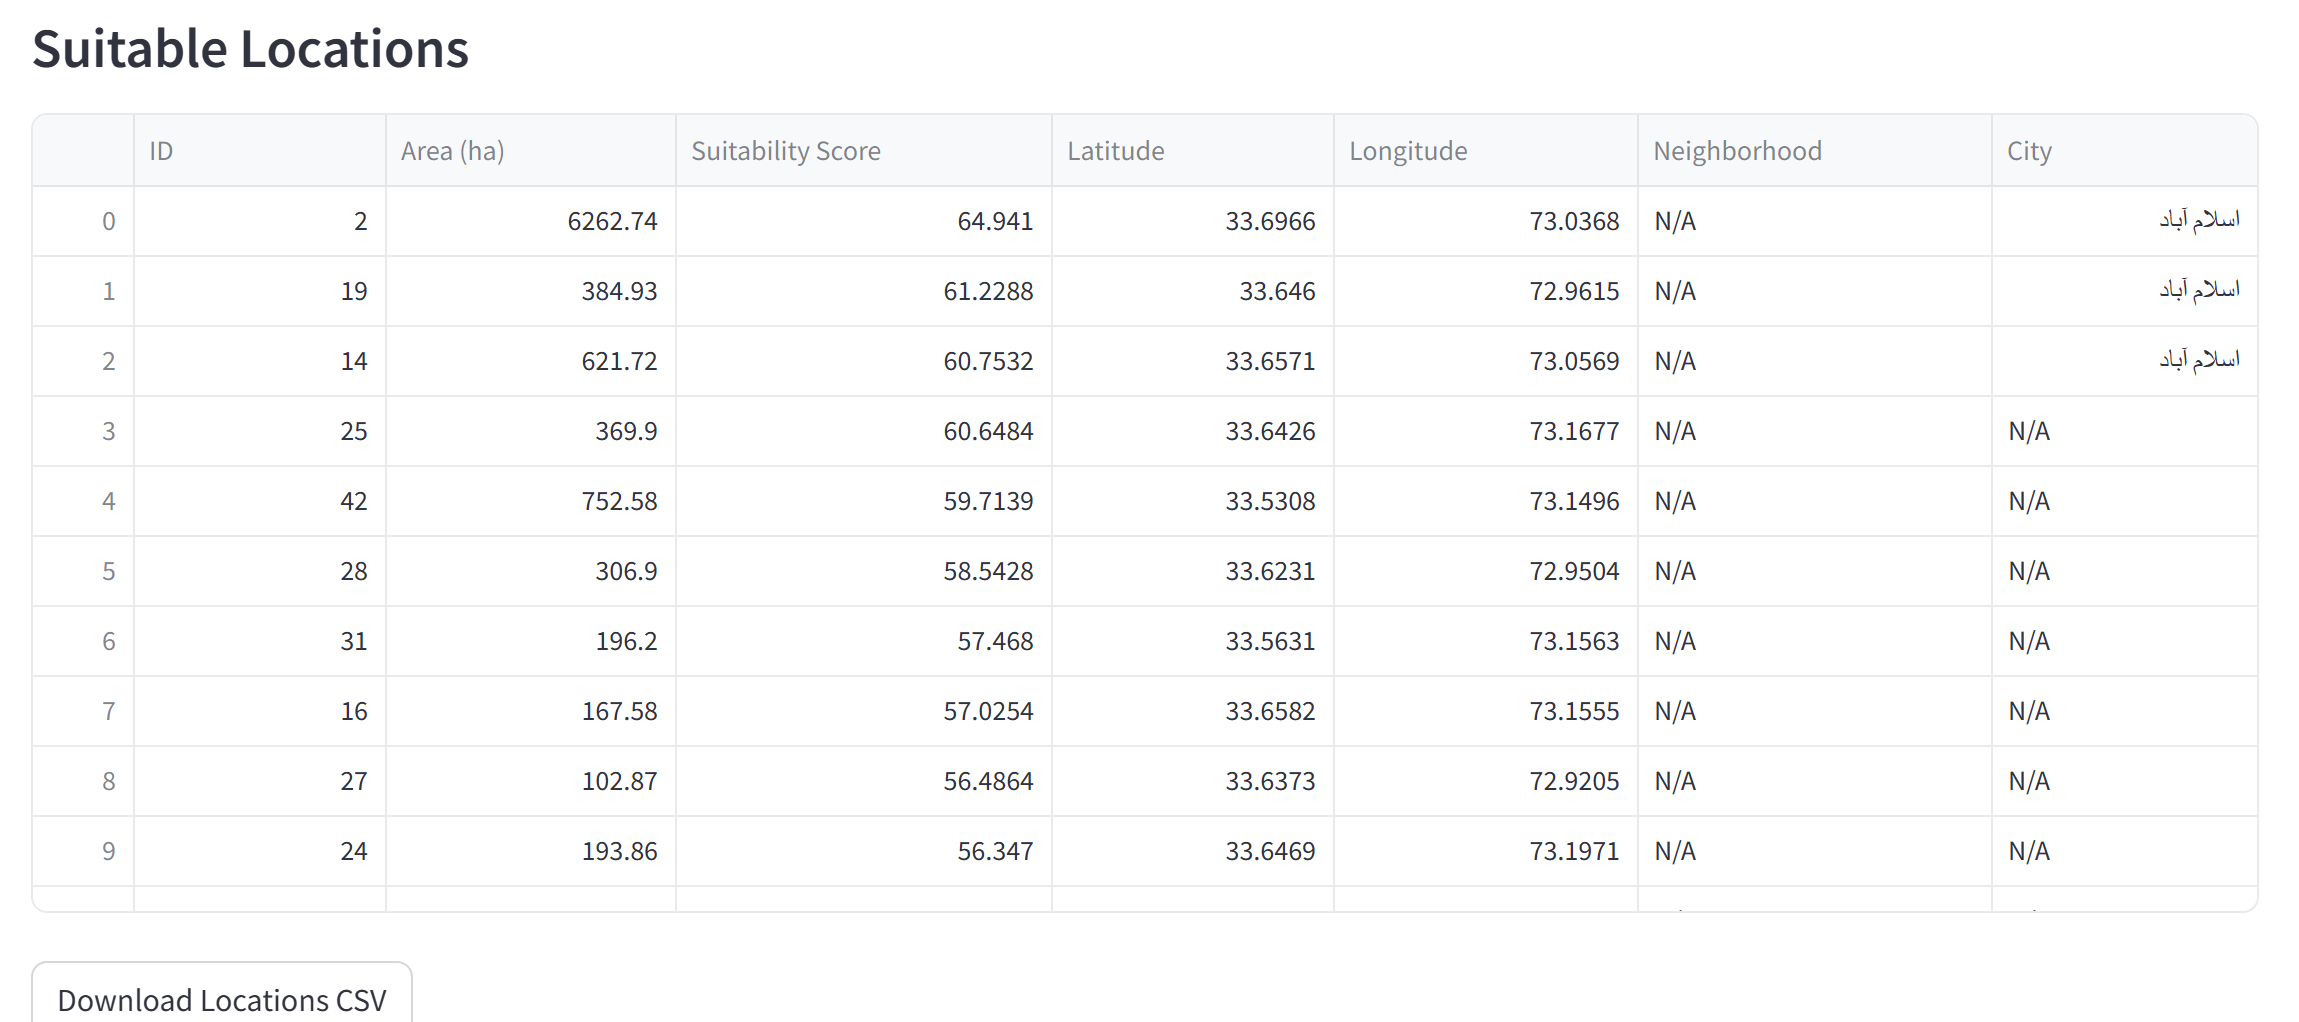 Suitable Locations
ID Area (ha) Suitability Score Latitude Longitude Neighborhood City
0 2 6262.74 64.941 33.6966 73.0368 N/A اسلام آباد
1 19 384.93 61.2288 33.646 72.9615 N/A اسلام آباد
2 14 621.72 60.7532 33.6571 73.0569 N/A اسلام آباد
3 25 369.9 60.6484 33.6426 73.1677 N/A N/A
4 42 752.58 59.7139 33.5308 73.1496 N/A N/A
5 28 306.9 58.5428 33.6231 72.9504 N/A N/A
6 31 196.2 57.468 33.5631 73.1563 N/A N/A
7 16 167.58 57.0254 33.6582 73.1555 N/A N/A
8 27 102.87 56.4864 33.6373 72.9205 N/A N/A
9 24 193.86 56.347 33.6469 73.1971 N/A N/A
Download Locations CSV